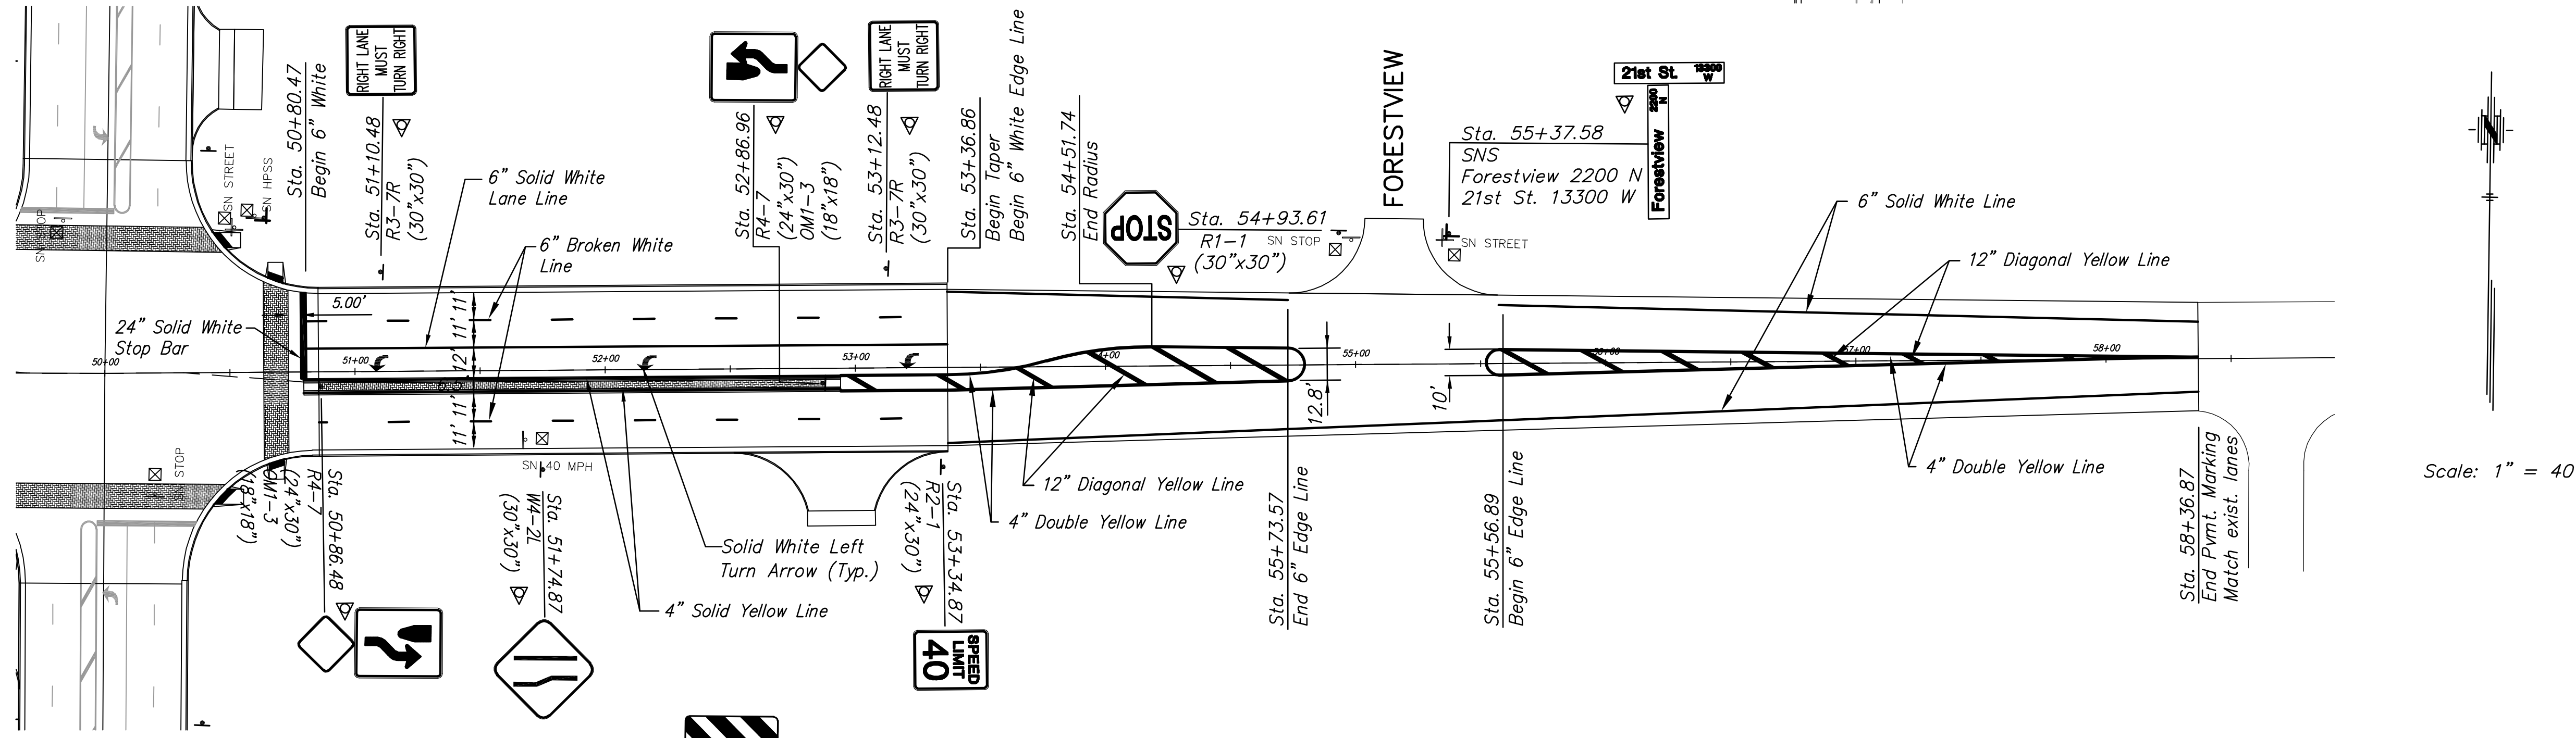 RIGHT LANE
MUST
TURN RIGHT
RIGHT LANE
MUST
TURN RIGHT
FORESTVIEW
21st St. 13300 W
Forestview 2200 N
Sta. 50+80.47
Begin 6" White
Sta. 51+10.48
R3-7R
(30"x30")
Sta. 52+86.96
R4-7
(24"x30")
OM1-3
(18"x18")
Sta. 53+12.48
R3-7R
(30"x30")
Sta. 53+36.86
Begin Taper
Begin 6" White Edge Line
Sta. 54+51.74
End Radius
STOP
Sta. 54+93.61
R1-1
(30"x30")
SN STOP
Sta. 55+37.58
SNS
Forestview 2200 N
21st St. 13300 W
SN STREET
SN STREET
SN HPSS
SN STOP
6" Solid White
Lane Line
6" Broken White
Line
6" Solid White Line
12" Diagonal Yellow Line
24" Solid White
Stop Bar
5.00'
11'
11'
12'
6.5'
11'
11'
50+00
51+00
52+00
53+00
54+00
55+00
56+00
57+00
58+00
12.8'
10'
SN STOP
SN 40 MPH
Sta. 50+86.48
R4-7
(24"x30")
OM1-3
(18"x18")
Sta. 51+74.87
W4-2L
(30"x30")
Solid White Left
Turn Arrow (Typ.)
4" Solid Yellow Line
Sta. 53+34.87
R2-1
(24"x30")
SPEED
LIMIT
40
12" Diagonal Yellow Line
4" Double Yellow Line
Sta. 55+73.57
End 6" Edge Line
Sta. 55+56.89
Begin 6" Edge Line
4" Double Yellow Line
Sta. 58+36.87
End Pvmt. Marking
Match exist. lanes
N
Scale: 1" = 40